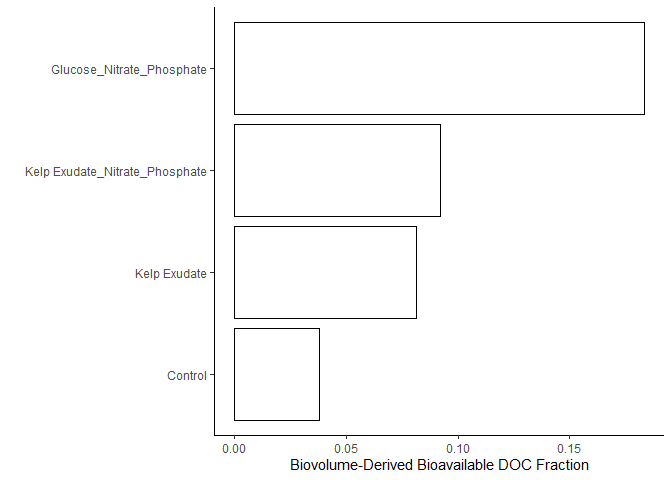 Glucose_Nitrate_Phosphate
Kelp Exudate_Nitrate_Phosphate
Kelp Exudate
Control
0.00 0.05 0.10 0.15
Biovolume-Derived Bioavailable DOC Fraction